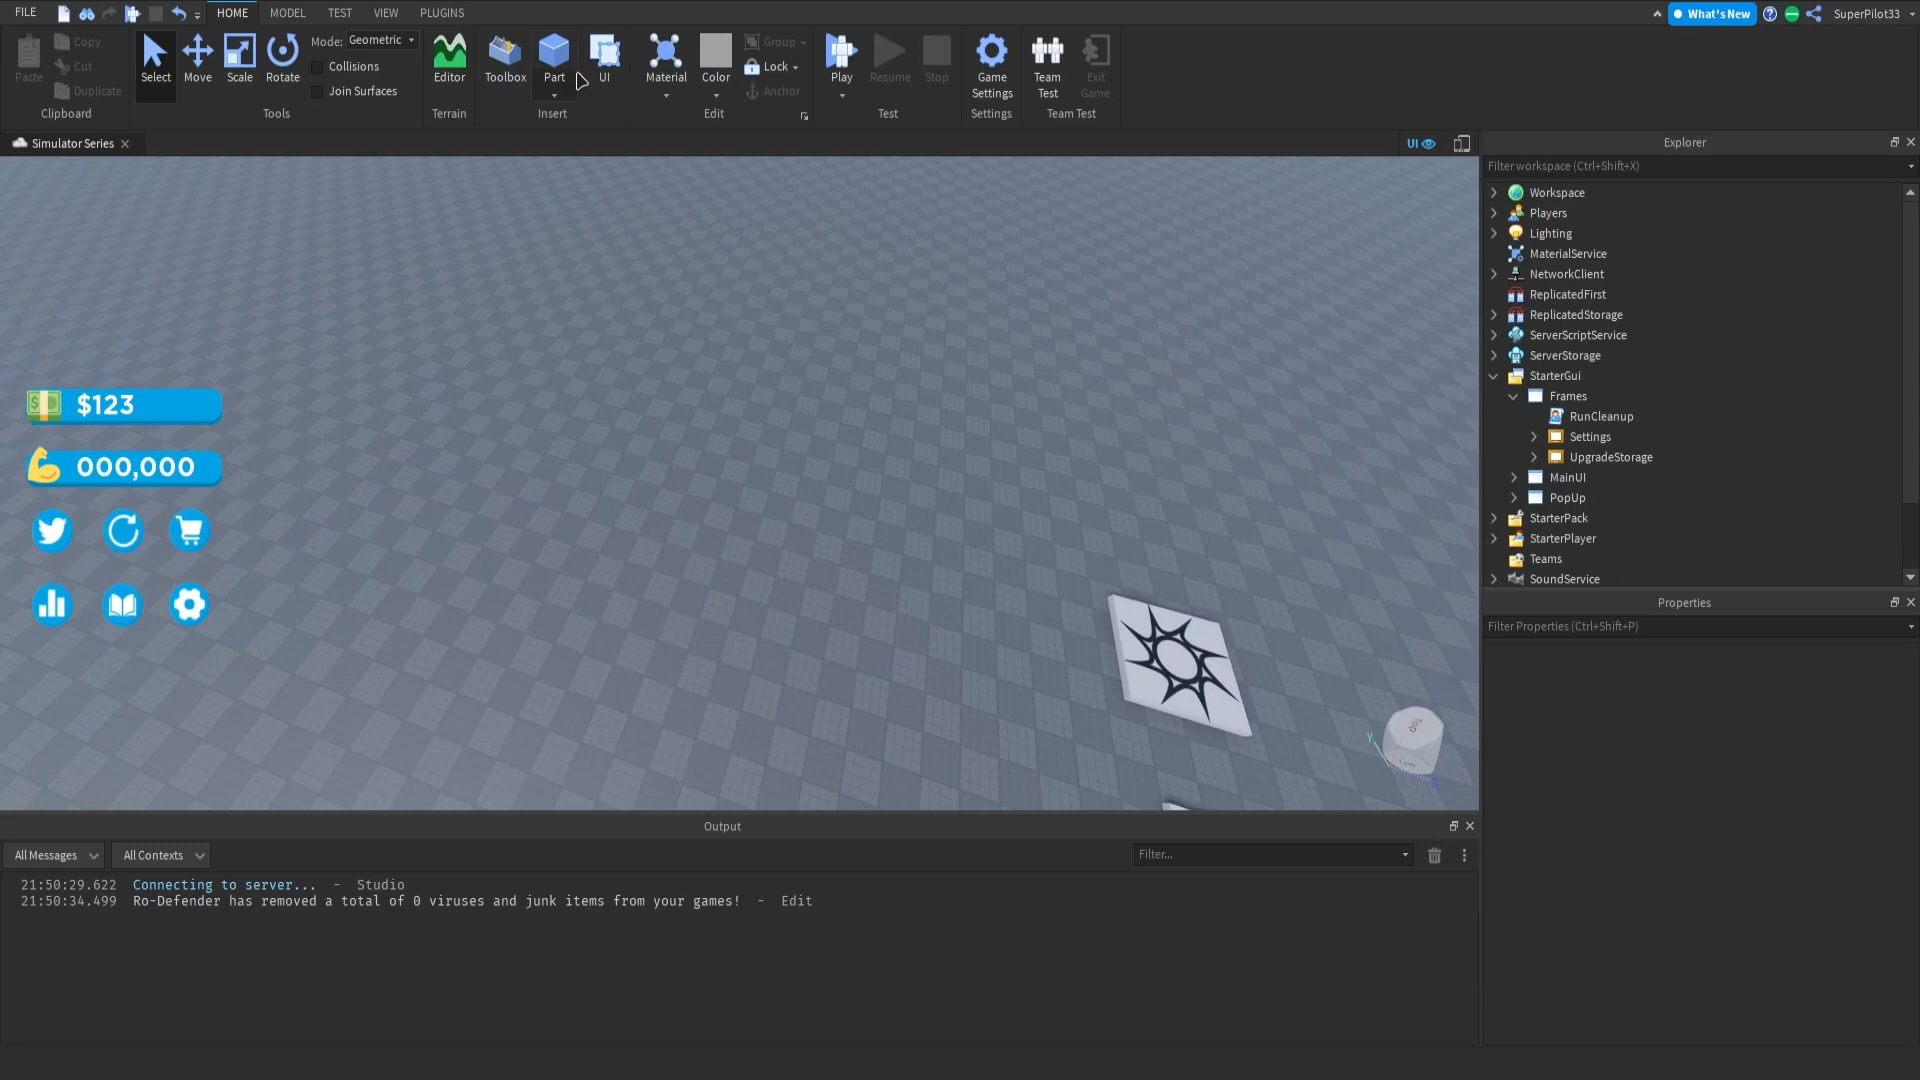 FILE
HOME
MODEL
TEST
VIEW
PLUGINS
What's New
SuperPilot33
Paste
Copy
Cut
Duplicate
Clipboard
Select
Move
Scale
Rotate
Mode: Geometric
Collisions
Join Surfaces
Tools
Editor
Terrain
Toolbox
Part
UI
Insert
Material
Color
Group
Lock
Anchor
Edit
Play
Resume
Stop
Test
Game
Settings
Settings
Team
Test
Exit
Game
Team Test
Simulator Series
UI
$123
000,000
Top
Left
Y
Z
Explorer
Filter workspace (Ctrl+Shift+X)
Workspace
Players
Lighting
MaterialService
NetworkClient
ReplicatedFirst
ReplicatedStorage
ServerScriptService
ServerStorage
StarterGui
Frames
RunCleanup
Settings
UpgradeStorage
MainUI
PopUp
StarterPack
StarterPlayer
Teams
SoundService
Properties
Filter Properties (Ctrl+Shift+P)
Output
All Messages
All Contexts
Filter...
21:50:29.622 Connecting to server... - Studio
21:50:34.499 Ro-Defender has removed a total of 0 viruses and junk items from your games! - Edit